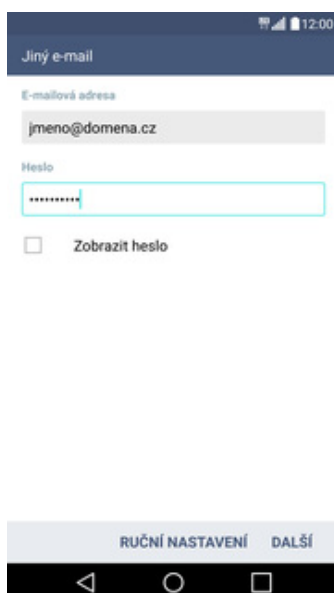 12:00
Jiný e-mail
E-mailová adresa
jmeno@domena.cz
Heslo
••••••••••
Zobrazit heslo
RUČNÍ NASTAVENÍ DALŠÍ